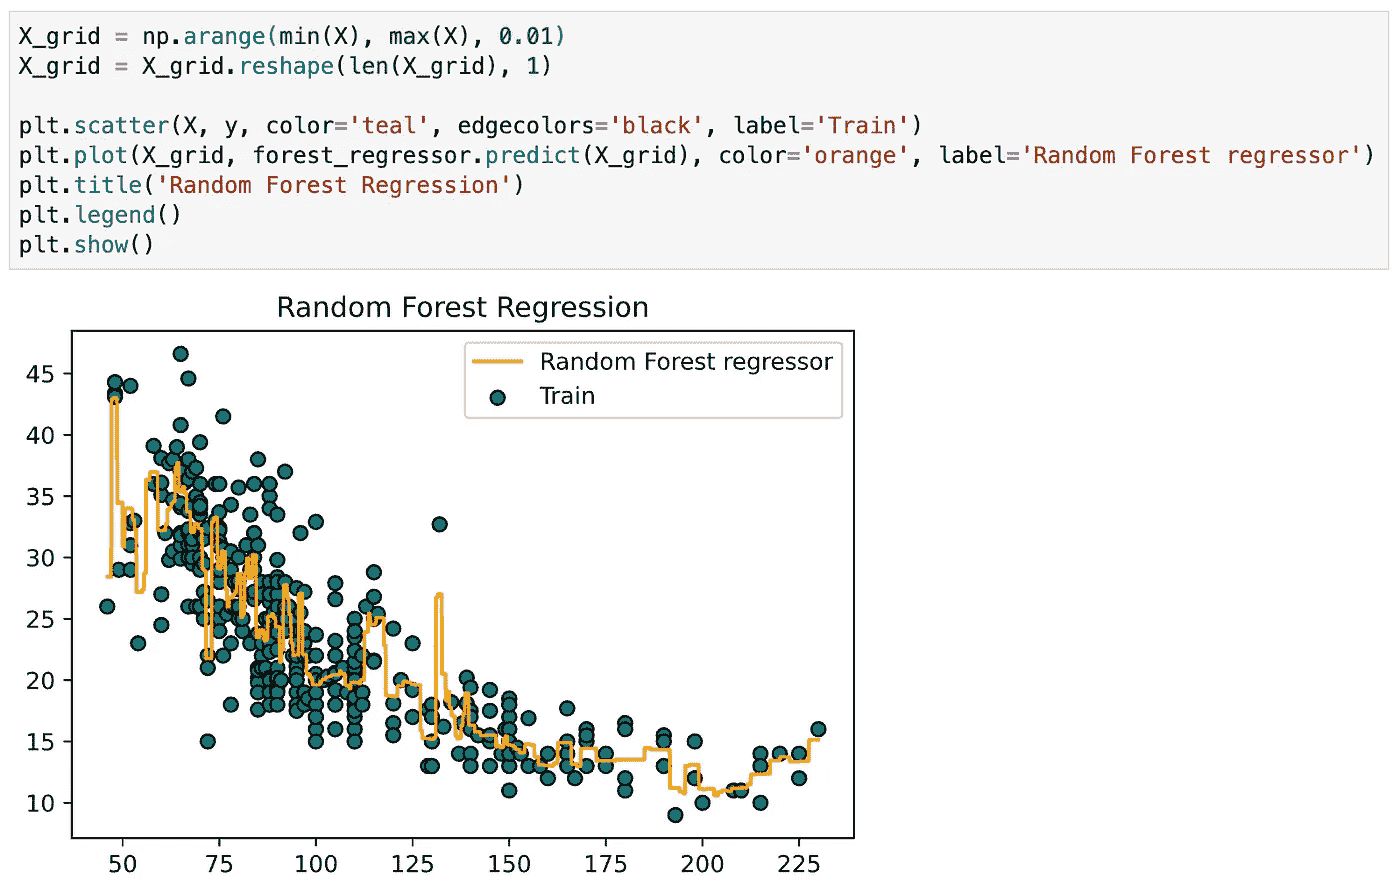 X_grid = np.arange(min(X), max(X), 0.01)
X_grid = X_grid.reshape(len(X_grid), 1)
plt.scatter(X, y, color='teal', edgecolors='black', label='Train')
plt.plot(X_grid, forest_regressor.predict(X_grid), color='orange', label='Random Forest regressor')
plt.title('Random Forest Regression')
plt.legend()
plt.show()
Random Forest Regression
Random Forest regressor
Train
45
40
35
30
25
20
15
10
50 75 100 125 150 175 200 225